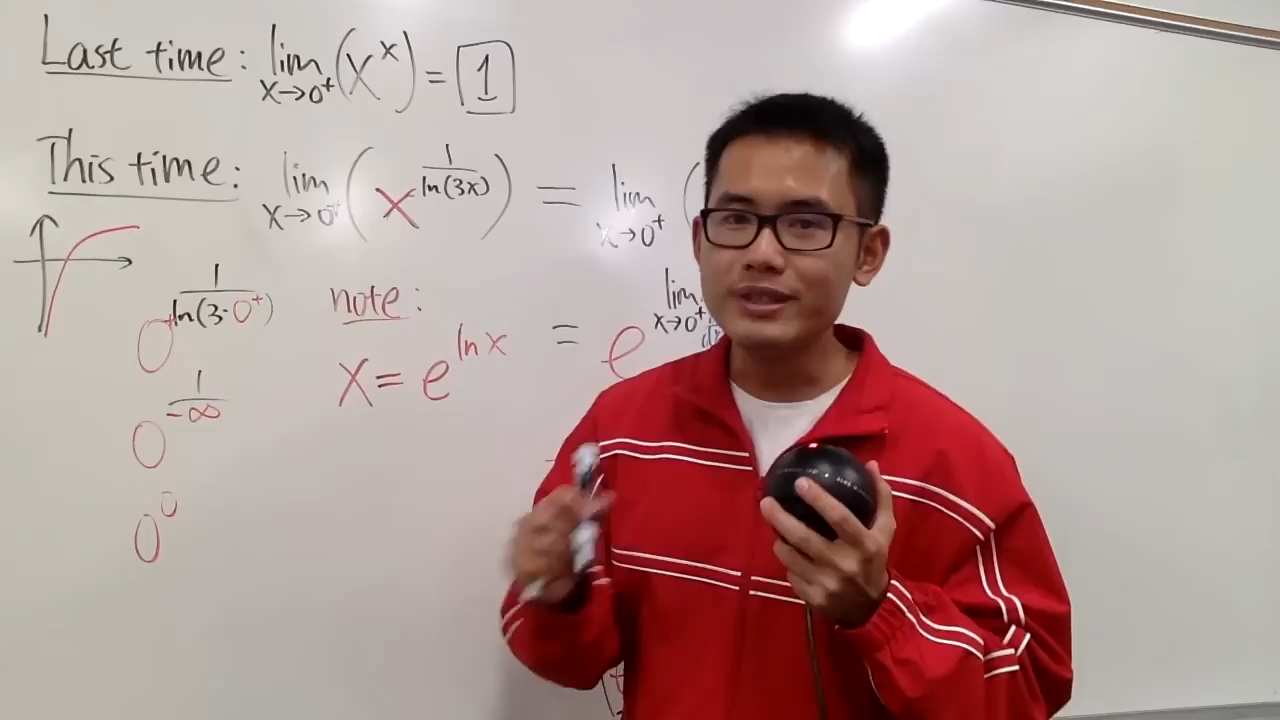 Last time: lim x→0⁺ (x^x) = 1
This time: lim x→0⁺ (x^(1/ln(3x))) = lim x→0⁺ (
0⁺^(1/ln(3·0⁺))
note:
x = e^(ln x)
= e^(lim x→0⁺
0^(1/-∞)
0^0